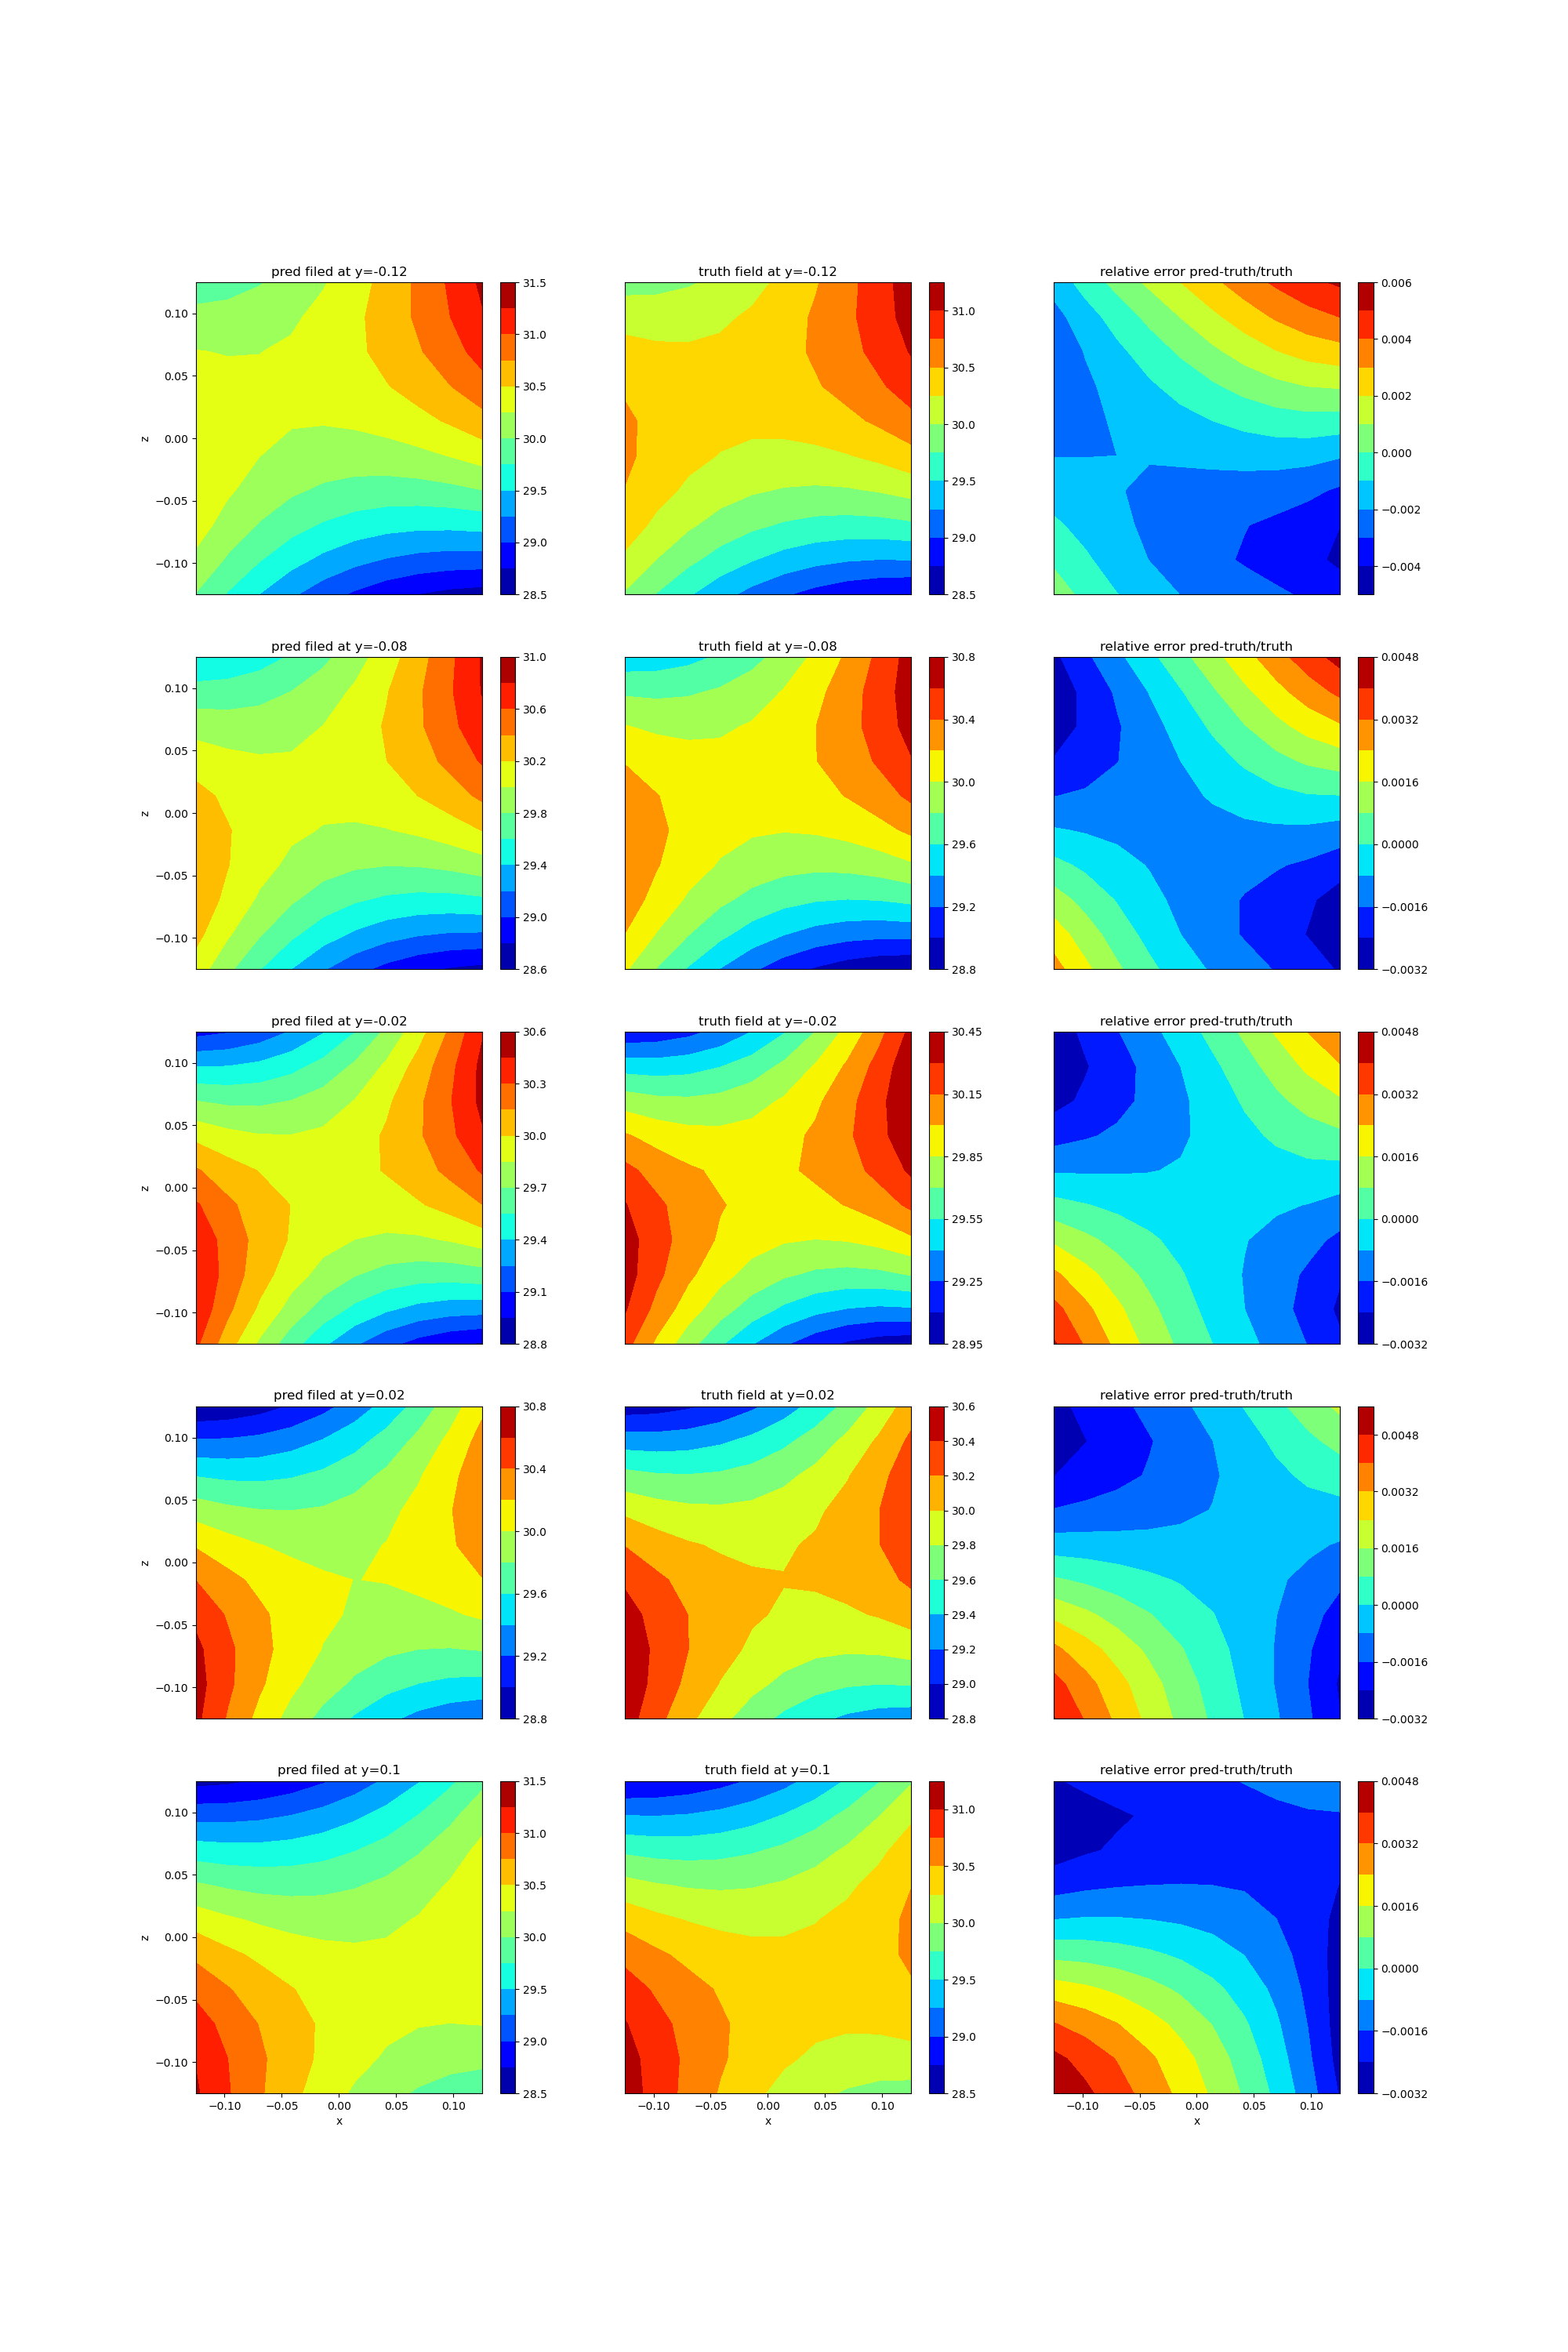 pred filed at y=-0.12 truth field at y=-0.12 relative error pred-truth/truth
0.10 31.5 31.0 0.006
0.05 31.0 30.5 0.004
0.00 30.5 30.0 0.002
−0.05 30.0 29.5 0.000
−0.10 29.5 29.0 −0.002
z 29.0 28.5 −0.004
28.5
pred filed at y=-0.08 truth field at y=-0.08 relative error pred-truth/truth
0.10 31.0 30.8 0.0048
0.05 30.6 30.4 0.0032
0.00 30.2 30.0 0.0016
−0.05 29.8 29.6 0.0000
−0.10 29.4 29.2 −0.0016
z 29.0 28.8 −0.0032
28.6
pred filed at y=-0.02 truth field at y=-0.02 relative error pred-truth/truth
0.10 30.6 30.45 0.0048
0.05 30.3 30.15 0.0032
0.00 30.0 29.85 0.0016
−0.05 29.7 29.55 0.0000
−0.10 29.4 29.25 −0.0016
z 29.1 28.95 −0.0032
28.8
pred filed at y=0.02 truth field at y=0.02 relative error pred-truth/truth
0.10 30.8 30.6 0.0048
0.05 30.4 30.4 0.0032
0.00 30.0 30.2 0.0016
−0.05 29.6 30.0 0.0000
−0.10 29.2 29.8 −0.0016
z 28.8 29.6 −0.0032
29.4
29.2
29.0
28.8
pred filed at y=0.1 truth field at y=0.1 relative error pred-truth/truth
0.10 31.5 31.0 0.0048
0.05 31.0 30.5 0.0032
0.00 30.5 30.0 0.0016
−0.05 30.0 29.5 0.0000
−0.10 29.5 29.0 −0.0016
z 29.0 28.5 −0.0032
28.5
−0.10 −0.05 0.00 0.05 0.10 −0.10 −0.05 0.00 0.05 0.10 −0.10 −0.05 0.00 0.05 0.10
x x x